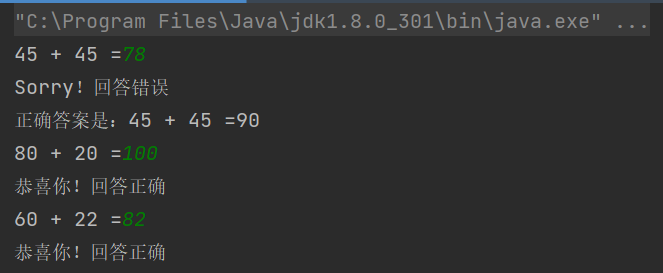 "C:\Program Files\Java\jdk1.8.0_301\bin\java.exe" ...
45 + 45 =78
Sorry! 回答错误
正确答案是：45 + 45 =90
80 + 20 =100
恭喜你! 回答正确
60 + 22 =82
恭喜你! 回答正确